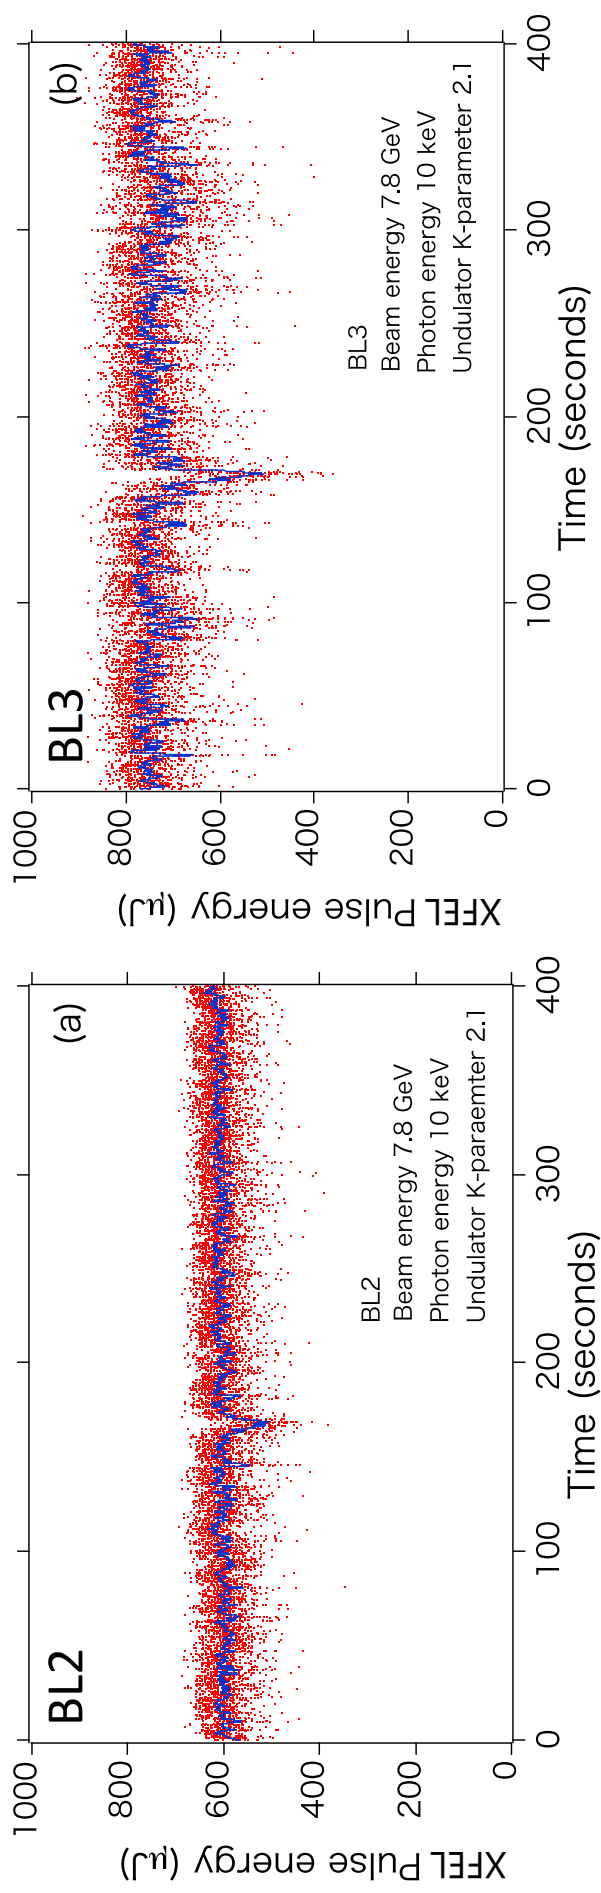 BL2
(a)
XFEL Pulse energy (μJ)
1000
800
600
400
200
0
BL2
Beam energy 7.8 GeV
Photon energy 10 keV
Undulator K-paraemter 2.1
0
100
200
300
400
Time (seconds)
BL3
(b)
XFEL Pulse energy (μJ)
1000
800
600
400
200
0
BL3
Beam energy 7.8 GeV
Photon energy 10 keV
Undulator K-parameter 2.1
0
100
200
300
400
Time (seconds)